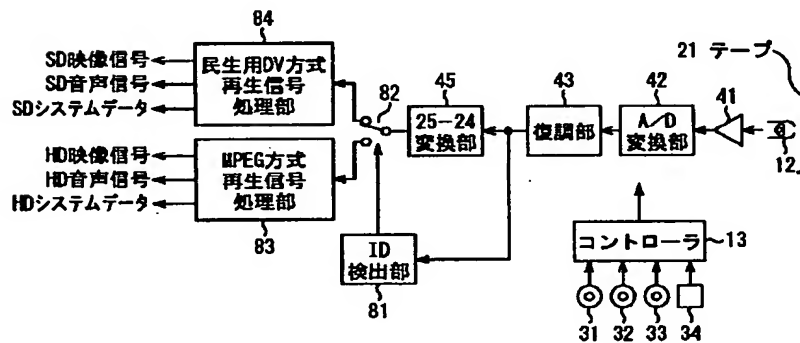 84
SD映像信号
SD音声信号
SDシステムデータ
民生用DV方式
再生信号
処理部
82
45
25-24
変換部
43
復調部
42
A/D
変換部
41
21 テープ
12
HD映像信号
HD音声信号
HDシステムデータ
MPEG方式
再生信号
処理部
83
ID
検出部
81
コントローラ
13
31
32
33
34